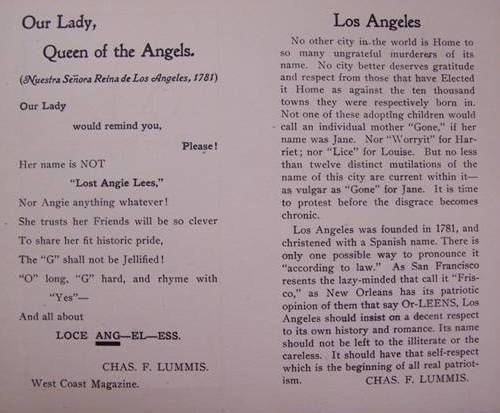 Our Lady,
Queen of the Angels.
(Nuestra Señora Reina de Los Angeles, 1781)
Our Lady
would remind you,
Please!
Her name is NOT
"Lost Angie Lees,"
Nor Angie anything whatever!
She trusts her Friends will be so clever
To share her fit historic pride,
The "G" shall not be Jellified!
"O" long, "G" hard, and rhyme with
"Yes"—
And all about
LOCE ANG—EL—ESS.
CHAS. F. LUMMIS.
West Coast Magazine.
Los Angeles
No other city in the world is Home to
so many ungrateful murderers of its
name. No city better deserves gratitude
and respect from those that have Elected
it Home as against the ten thousand
towns they were respectively born in.
Not one of these adopting children would
call an individual mother "Gone," if her
name was Jane. Nor "Worryit" for Har-
riet; nor "Lice" for Louise. But no less
than twelve distinct mutilations of the
name of this city are current within it—
as vulgar as "Gone" for Jane. It is time
to protest before the disgrace becomes
chronic.
Los Angeles was founded in 1781, and
christened with a Spanish name. There is
only one possible way to pronounce it
"according to law." As San Francisco
resents the lazy-minded that call it "Fris-
co," as New Orleans has its patriotic
opinion of them that say Or-LEENS, Los
Angeles should insist on a decent respect
to its own history and romance. Its name
should not be left to the illiterate or the
careless. It should have that self-respect
which is the beginning of all real patriot-
ism. CHAS. F. LUMMIS.